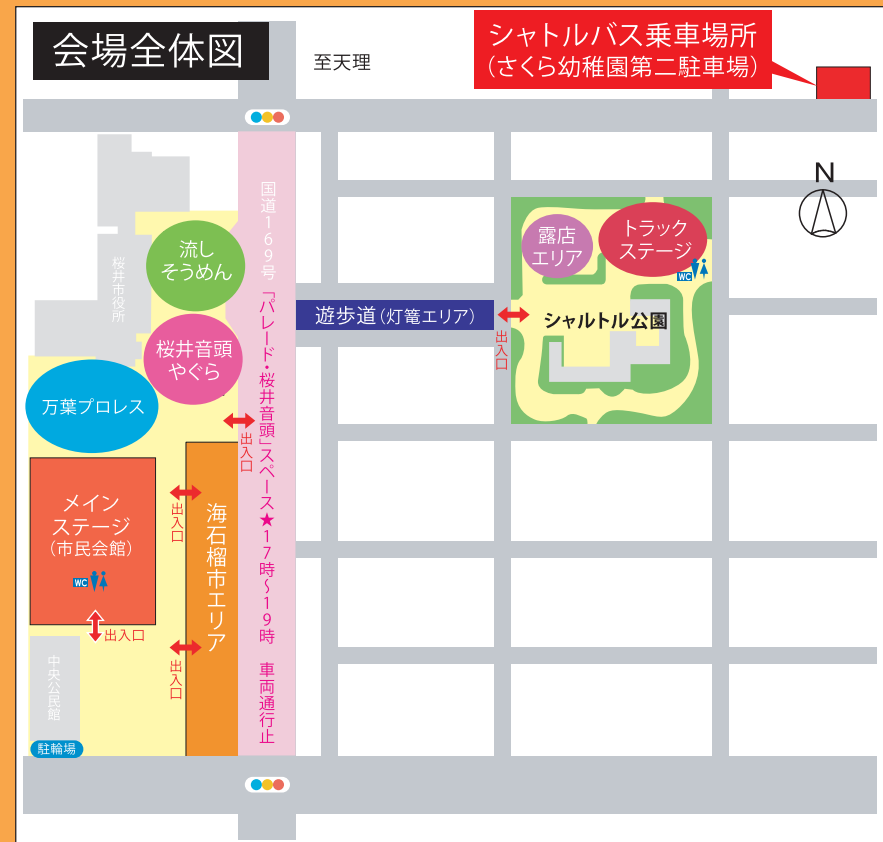 会場全体図
至天理
シャトルバス乗車場所
(さくら幼稚園第二駐車場)
N
国道169号「パレード・桜井音頭」スペース★17時〜19時 車両通行止
流し
そうめん
桜井市役所
桜井音頭
やぐら
万葉プロレス
出入口
メイン
ステージ
(市民会館)
WC
出入口
出入口
海石榴市エリア
出入口
中央公民館
駐輪場
遊歩道(灯篭エリア)
出入口
露店
エリア
トラック
ステージ
WC
シャルトル公園